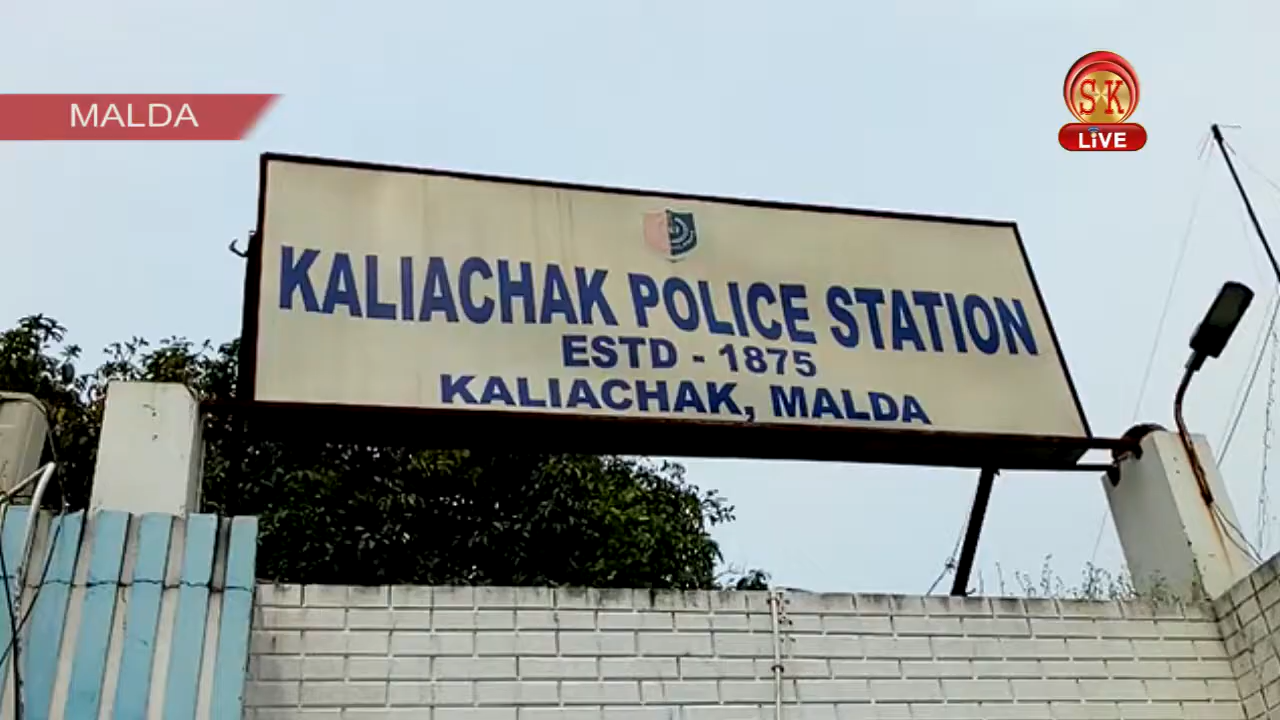 MALDA
SK
LiVE
KALIACHAK POLICE STATION
ESTD - 1875
KALIACHAK, MALDA